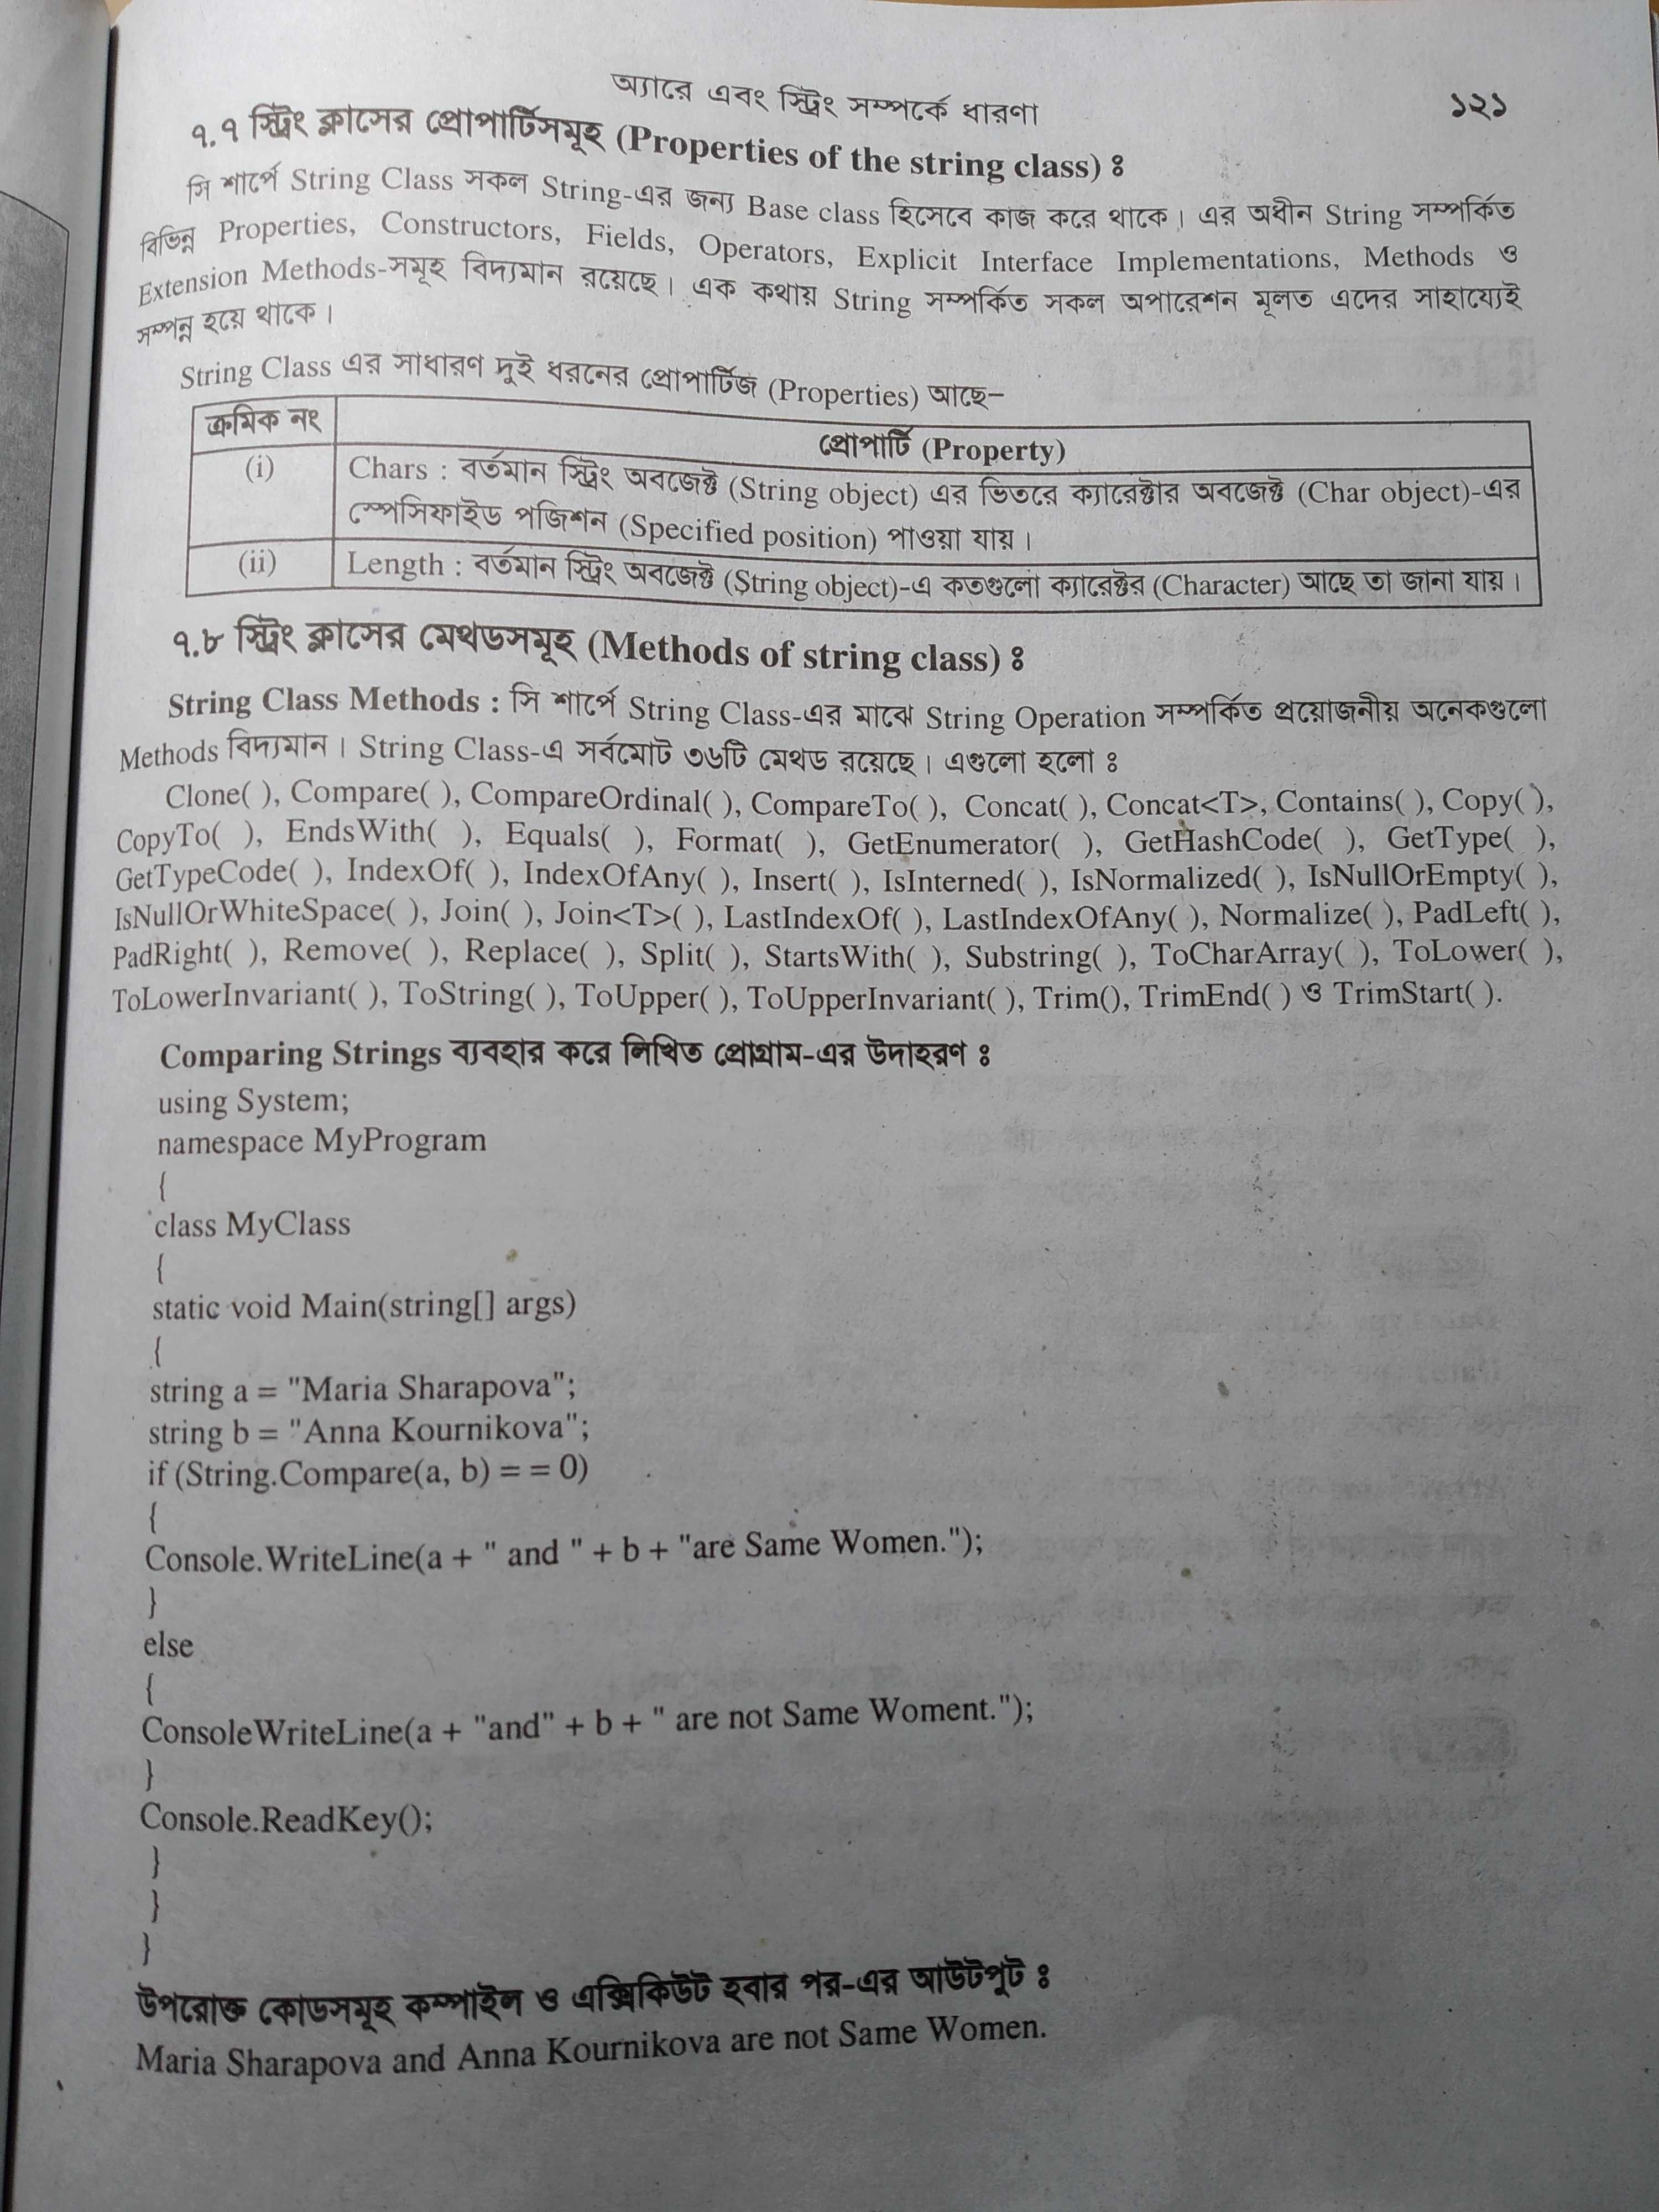 অ্যারে এবং স্ট্রিং সম্পর্কে ধারণা
১২১
৭.৭ স্ট্রিং ক্লাসের প্রোপার্টিসমূহ (Properties of the string class) ঃ
সি শার্পে String Class সকল String-এর জন্য Base class হিসেবে কাজ করে থাকে। এর অধীন String সম্পর্কিত
বিভিন্ন Properties, Constructors, Fields, Operators, Explicit Interface Implementations, Methods ও
Extension Methods-সমূহ বিদ্যমান রয়েছে। এক কথায় String সম্পর্কিত সকল অপারেশন মূলত এদের সাহায্যেই
সম্পন্ন হয়ে থাকে।
String Class এর সাধারণ দুই ধরনের প্রোপার্টিজ (Properties) আছে–
ক্রমিক নং
প্রোপার্টি (Property)
(i)
Chars : বর্তমান স্ট্রিং অবজেক্ট (String object) এর ভিতরে ক্যারেক্টার অবজেক্ট (Char object)-এর
স্পেসিফাইড পজিশন (Specified position) পাওয়া যায়।
(ii)
Length : বর্তমান স্ট্রিং অবজেক্ট (String object)-এ কতগুলো ক্যারেক্টর (Character) আছে তা জানা যায়।
৭.৮ স্ট্রিং ক্লাসের মেথডসমূহ (Methods of string class) ঃ
String Class Methods : সি শার্পে String Class-এর মাঝে String Operation সম্পর্কিত প্রয়োজনীয় অনেকগুলো
Methods বিদ্যমান। String Class-এ সর্বমোট ৩৬টি মেথড রয়েছে। এগুলো হলো ঃ
Clone( ), Compare( ), CompareOrdinal( ), CompareTo( ), Concat( ), Concat<T>, Contains( ), Copy( ),
CopyTo( ), EndsWith( ), Equals( ), Format( ), GetEnumerator( ), GetHashCode( ), GetType( ),
GetTypeCode( ), IndexOf( ), IndexOfAny( ), Insert( ), IsInterned( ), IsNormalized( ), IsNullOrEmpty( ),
IsNullOrWhiteSpace( ), Join( ), Join<T>( ), LastIndexOf( ), LastIndexOfAny( ), Normalize( ), PadLeft( ),
PadRight( ), Remove( ), Replace( ), Split( ), StartsWith( ), Substring( ), ToCharArray( ), ToLower( ),
ToLowerInvariant( ), ToString( ), ToUpper( ), ToUpperInvariant( ), Trim(), TrimEnd( ) ও TrimStart( ).
Comparing Strings ব্যবহার করে লিখিত প্রোগ্রাম-এর উদাহরণ ঃ
using System;
namespace MyProgram
{
class MyClass
{
static void Main(string[] args)
{
string a = "Maria Sharapova";
string b = "Anna Kournikova";
if (String.Compare(a, b) = = 0)
{
Console.WriteLine(a + " and " + b + "are Same Women.");
}
else
{
ConsoleWriteLine(a + "and" + b + " are not Same Woment.");
}
Console.ReadKey();
}
}
}
উপরোক্ত কোডসমূহ কম্পাইল ও এক্সিকিউট হবার পর-এর আউটপুট ঃ
Maria Sharapova and Anna Kournikova are not Same Women.